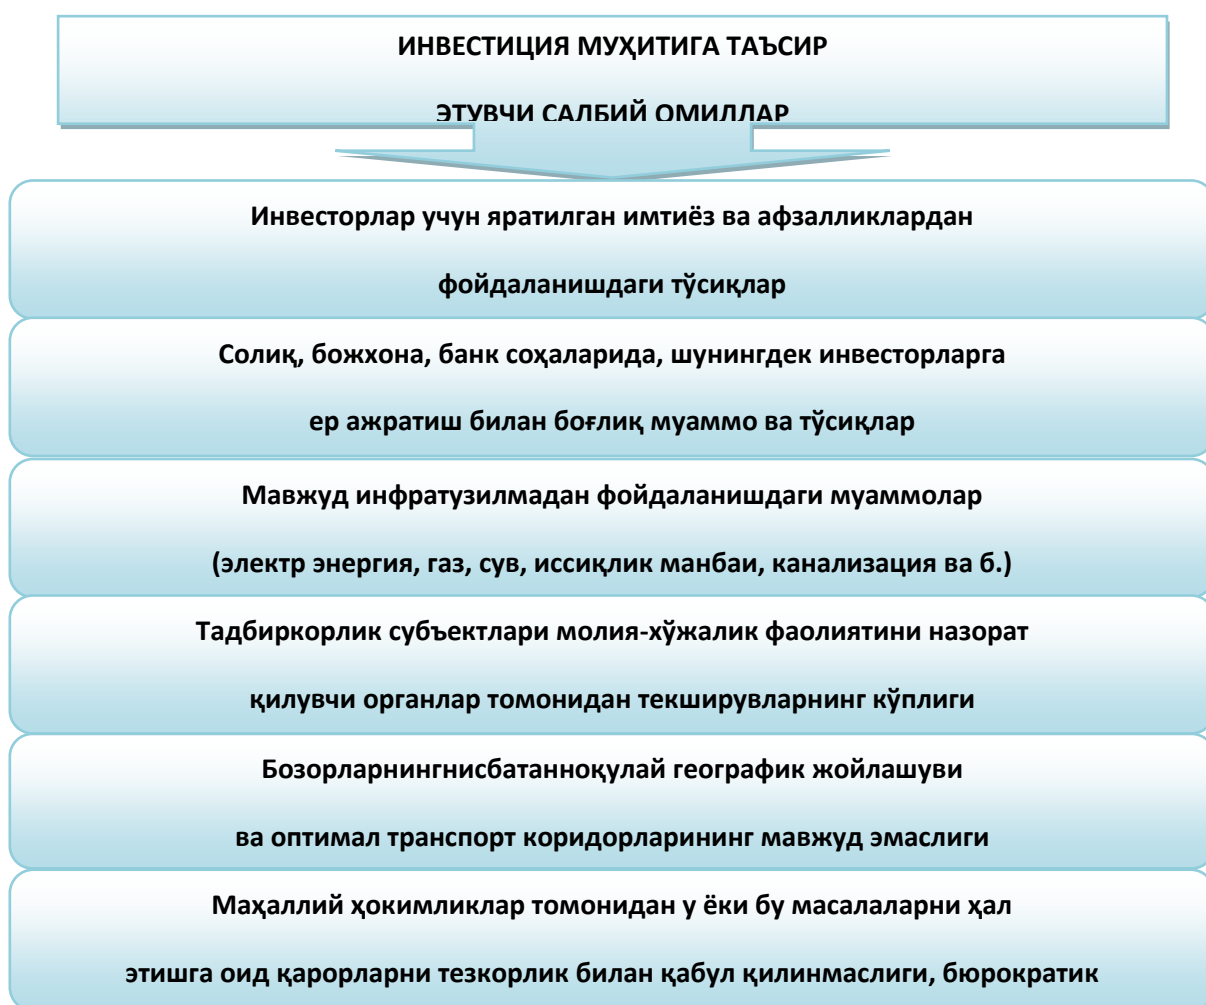 ИНВЕСТИЦИЯ МУҲИТИГА ТАЪСИР
ЭТУВЧИ САЛБИЙ ОМИЛЛАР
Инвесторлар учун яратилган имтиёз ва афзалликлардан
фойдаланишдаги тўсиқлар
Солиқ, божхона, банк соҳаларида, шунингдек инвесторларга
ер ажратиш билан боғлиқ муаммо ва тўсиқлар
Мавжуд инфратузилмадан фойдаланишдаги муаммолар
(электр энергия, газ, сув, иссиқлик манбаи, канализация ва б.)
Тадбиркорлик субъектлари молия-хўжалик фаолиятини назорат
қилувчи органлар томонидан текширувларнинг кўплиги
Бозорларнингнисбатанноқулай географик жойлашуви
ва оптимал транспорт коридорларининг мавжуд эмаслиги
Маҳаллий ҳокимликлар томонидан у ёки бу масалаларни ҳал
этишга оид қарорларни тезкорлик билан қабул қилинмаслиги, бюрократик